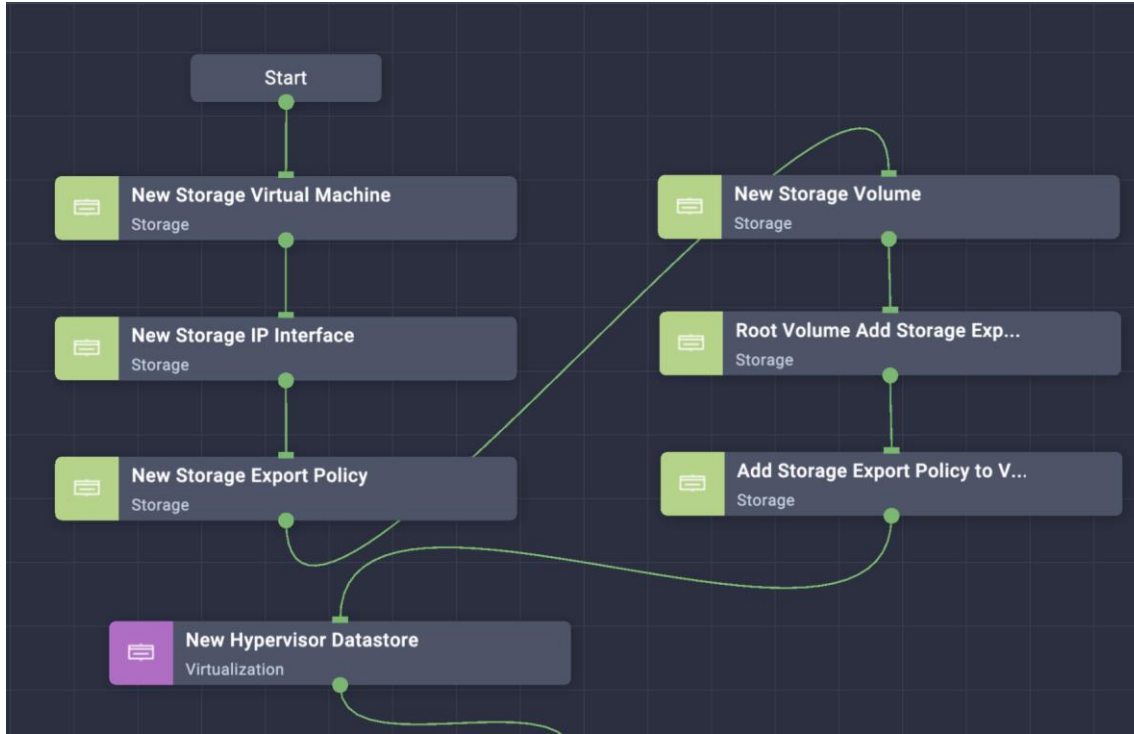 Start
New Storage Virtual Machine
Storage
New Storage IP Interface
Storage
New Storage Export Policy
Storage
New Storage Volume
Storage
Root Volume Add Storage Exp...
Storage
Add Storage Export Policy to V...
Storage
New Hypervisor Datastore
Virtualization